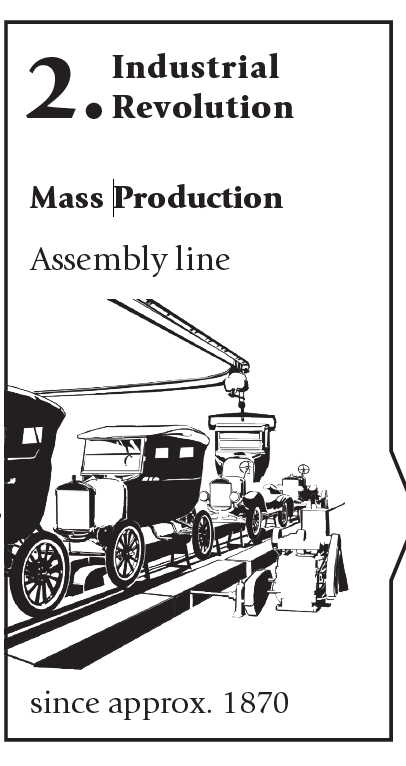 2. Industrial
Revolution
Mass Production
Assembly line
since approx. 1870